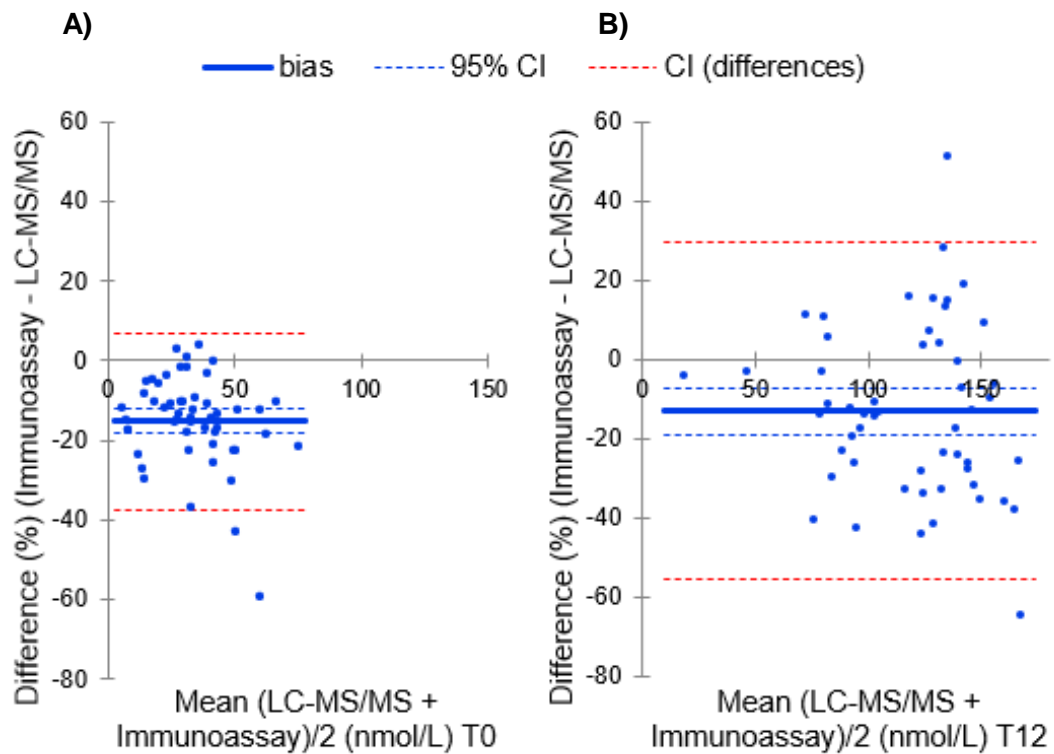 A)
B)
bias
95% CI
CI (differences)
Difference (%) (Immunoassay - LC-MS/MS)
60
40
20
0
-20
-40
-60
-80
0
50
100
150
Mean (LC-MS/MS +
Immunoassay)/2 (nmol/L) T0
Difference (%) (Immunoassay - LC-MS/MS)
60
40
20
0
-20
-40
-60
-80
0
50
100
150
Mean (LC-MS/MS +
Immunoassay)/2 (nmol/L) T12